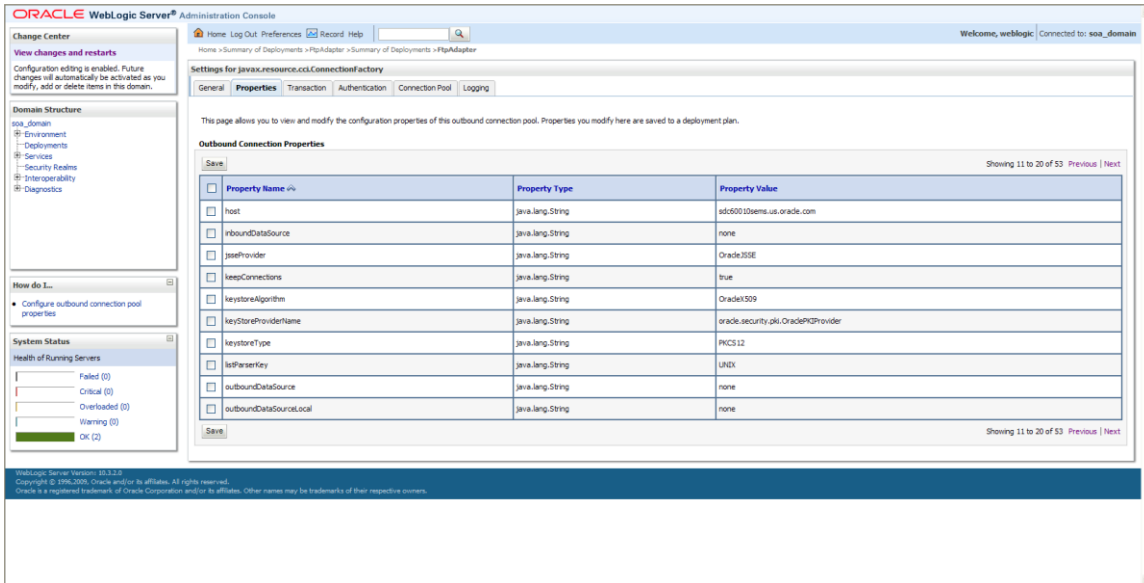 ORACLE WebLogic Server® Administration Console
Change Center
View changes and restarts
Configuration editing is enabled. Future
changes will automatically be activated as you
modify, add or delete items in this domain.
Domain Structure
soa_domain
Environment
Deployments
Services
Security Realms
Interoperability
Diagnostics
How do I...
Configure outbound connection pool
properties
System Status
Health of Running Servers
Failed (0)
Critical (0)
Overloaded (0)
Warning (0)
OK (2)
Home Log Out Preferences Record Help
Welcome, weblogic Connected to: soa_domain
Home >Summary of Deployments >FtpAdapter >Summary of Deployments >FtpAdapter
Settings for javax.resource.cci.ConnectionFactory
General Properties Transaction Authentication Connection Pool Logging
This page allows you to view and modify the configuration properties of this outbound connection pool. Properties you modify here are saved to a deployment plan.
Outbound Connection Properties
Save Showing 11 to 20 of 53 Previous | Next
Property Name Property Type Property Value
host java.lang.String sdc60010sems.us.oracle.com
inboundDataSource java.lang.String none
jsseProvider java.lang.String OracleJSSE
keepConnections java.lang.String true
keystoreAlgorithm java.lang.String OracleX509
keyStoreProviderName java.lang.String oracle.security.pki.OraclePKIProvider
keystoreType java.lang.String PKCS12
listParserKey java.lang.String UNIX
outboundDataSource java.lang.String none
outboundDataSourceLocal java.lang.String none
Save Showing 11 to 20 of 53 Previous | Next
WebLogic Server Version: 10.3.2.0
Copyright © 1996,2009, Oracle and/or its affiliates. All rights reserved.
Oracle is a registered trademark of Oracle Corporation and/or its affiliates. Other names may be trademarks of their respective owners.